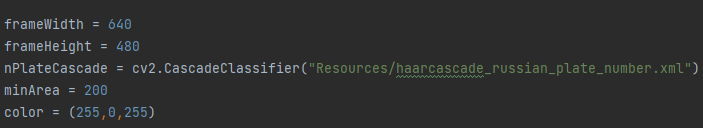 frameWidth = 640
frameHeight = 480
nPlateCascade = cv2.CascadeClassifier("Resources/haarcascade_russian_plate_number.xml")
minArea = 200
color = (255,0,255)